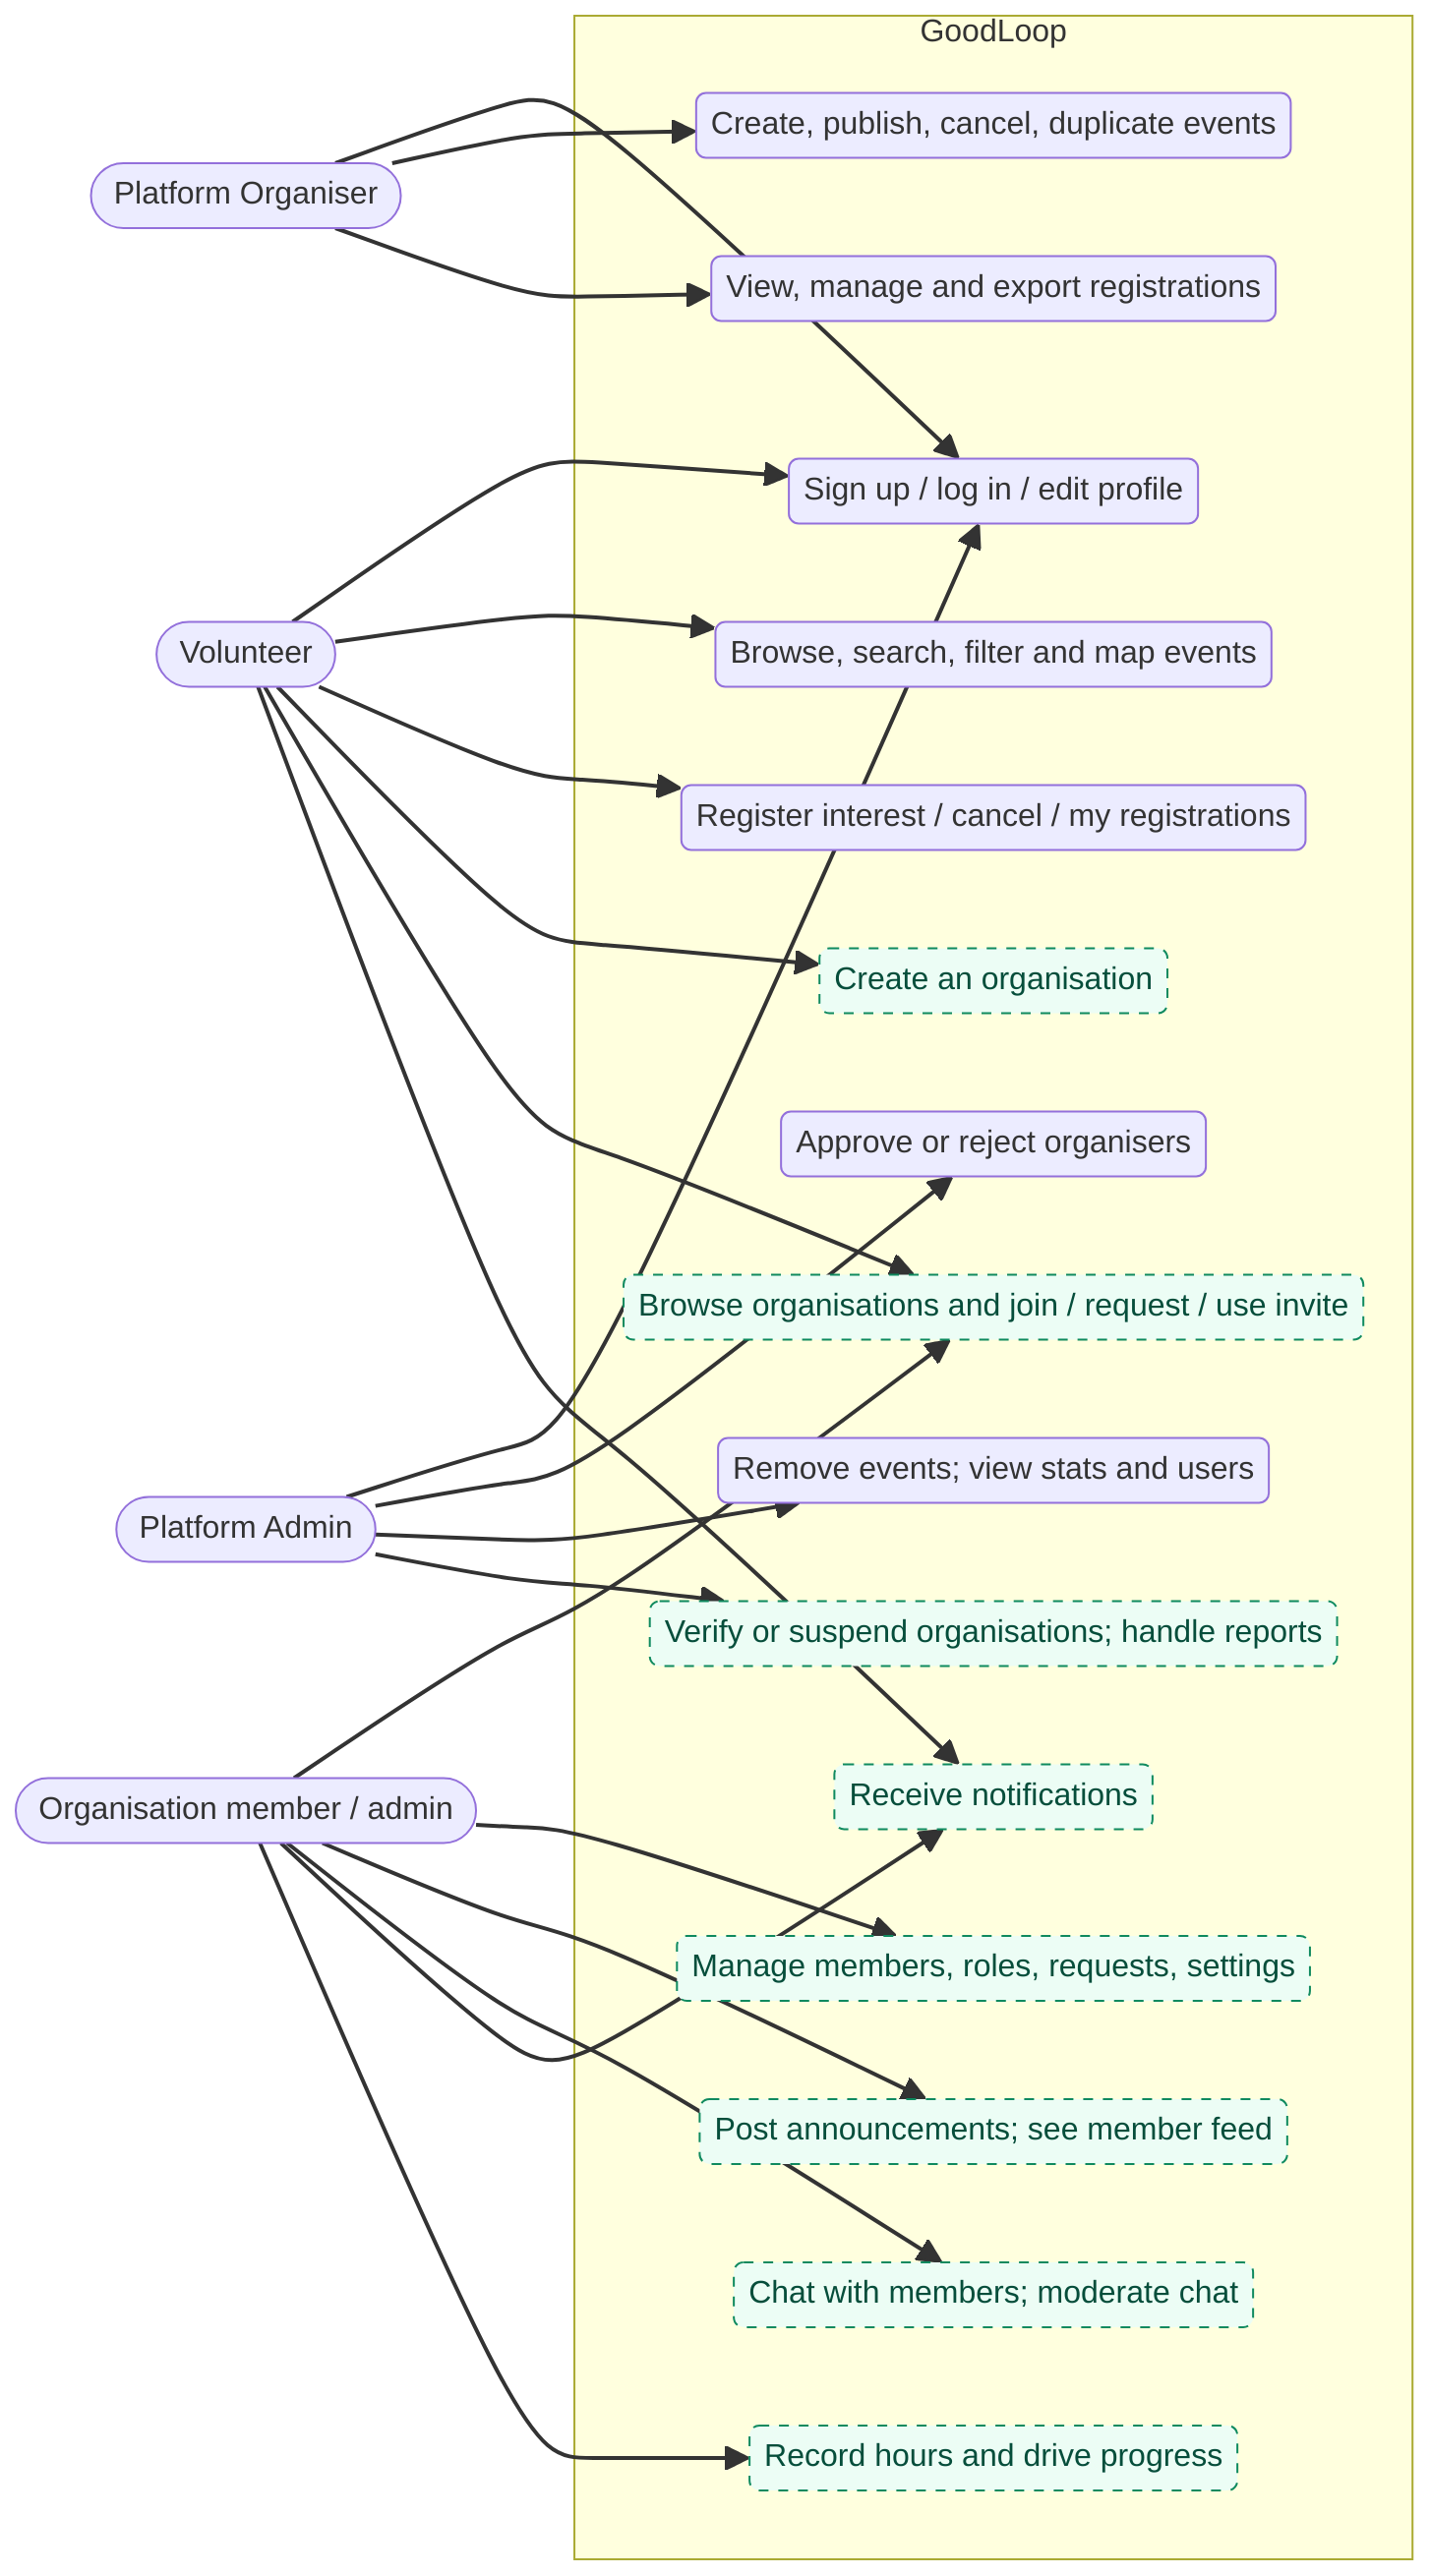 GoodLoop
Create, publish, cancel, duplicate events
Platform Organiser
View, manage and export registrations
Sign up / log in / edit profile
Volunteer
Browse, search, filter and map events
Register interest / cancel / my registrations
Create an organisation
Approve or reject organisers
Browse organisations and join / request / use invite
Remove events; view stats and users
Platform Admin
Verify or suspend organisations; handle reports
Receive notifications
Organisation member / admin
Manage members, roles, requests, settings
Post announcements; see member feed
Chat with members; moderate chat
Record hours and drive progress